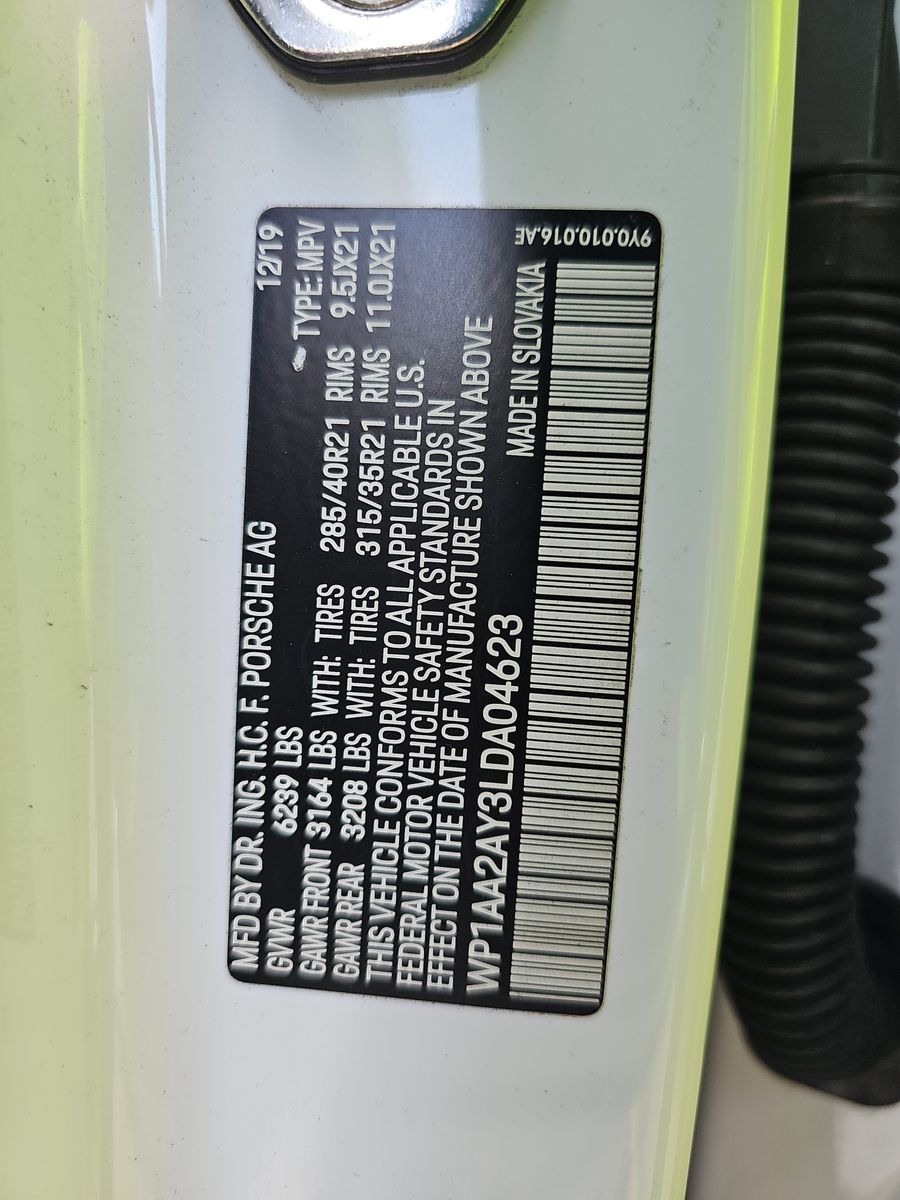 MFD BY DR. ING. H.C. F. PORSCHE AG 12/19
GVWR 6239 LBS TYPE: MPV
GAWR FRONT 3164 LBS WITH: TIRES 285/40R21 RIMS 9.5JX21
GAWR REAR 3208 LBS WITH: TIRES 315/35R21 RIMS 11.0JX21
THIS VEHICLE CONFORMS TO ALL APPLICABLE U.S.
FEDERAL MOTOR VEHICLE SAFETY STANDARDS IN
EFFECT ON THE DATE OF MANUFACTURE SHOWN ABOVE
WP1AA2AY3LDA04623 MADE IN SLOVAKIA
9Y0.010.016.AE